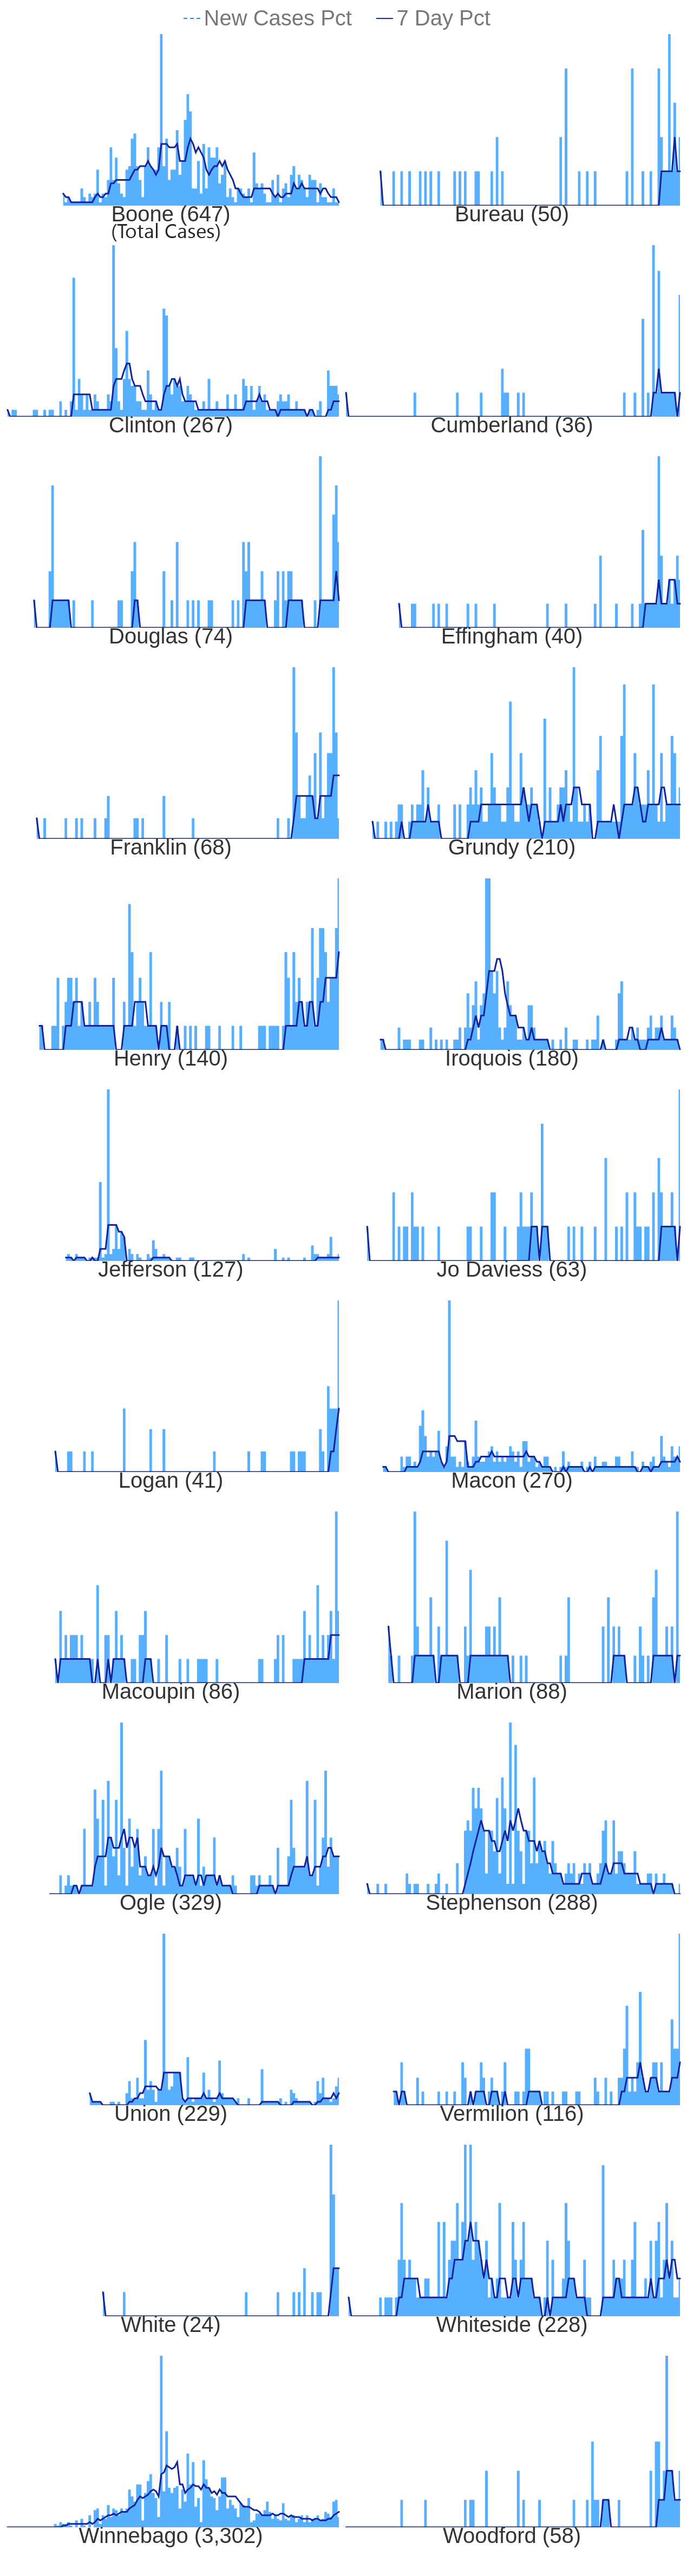 New Cases Pct 7 Day Pct
Boone (647) Bureau (50)
(Total Cases)
Clinton (267) Cumberland (36)
Douglas (74) Effingham (40)
Franklin (68) Grundy (210)
Henry (140) Iroquois (180)
Jefferson (127) Jo Daviess (63)
Logan (41) Macon (270)
Macoupin (86) Marion (88)
Ogle (329) Stephenson (288)
Union (229) Vermilion (116)
White (24) Whiteside (228)
Winnebago (3,302) Woodford (58)